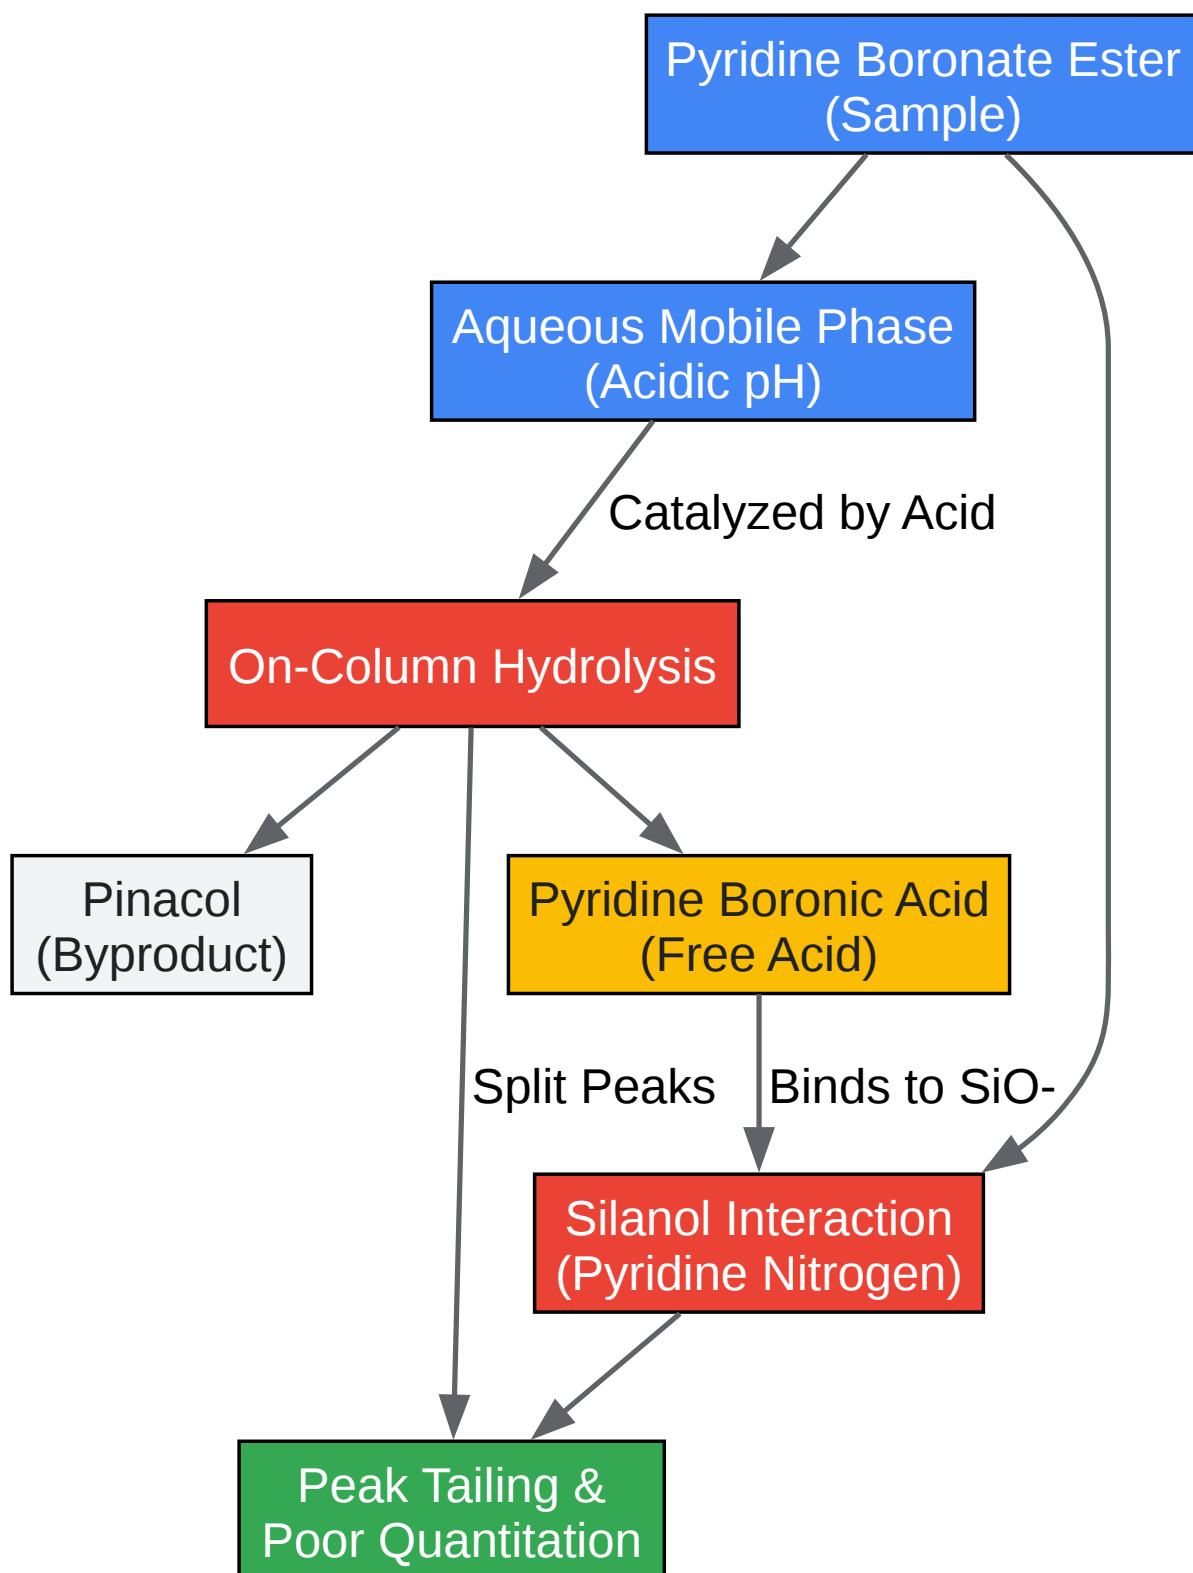 Pyridine Boronate Ester
(Sample)
Aqueous Mobile Phase
(Acidic pH)
Catalyzed by Acid
On-Column Hydrolysis
Pinacol
(Byproduct)
Pyridine Boronic Acid
(Free Acid)
Split Peaks
Binds to SiO-
Silanol Interaction
(Pyridine Nitrogen)
Peak Tailing &
Poor Quantitation